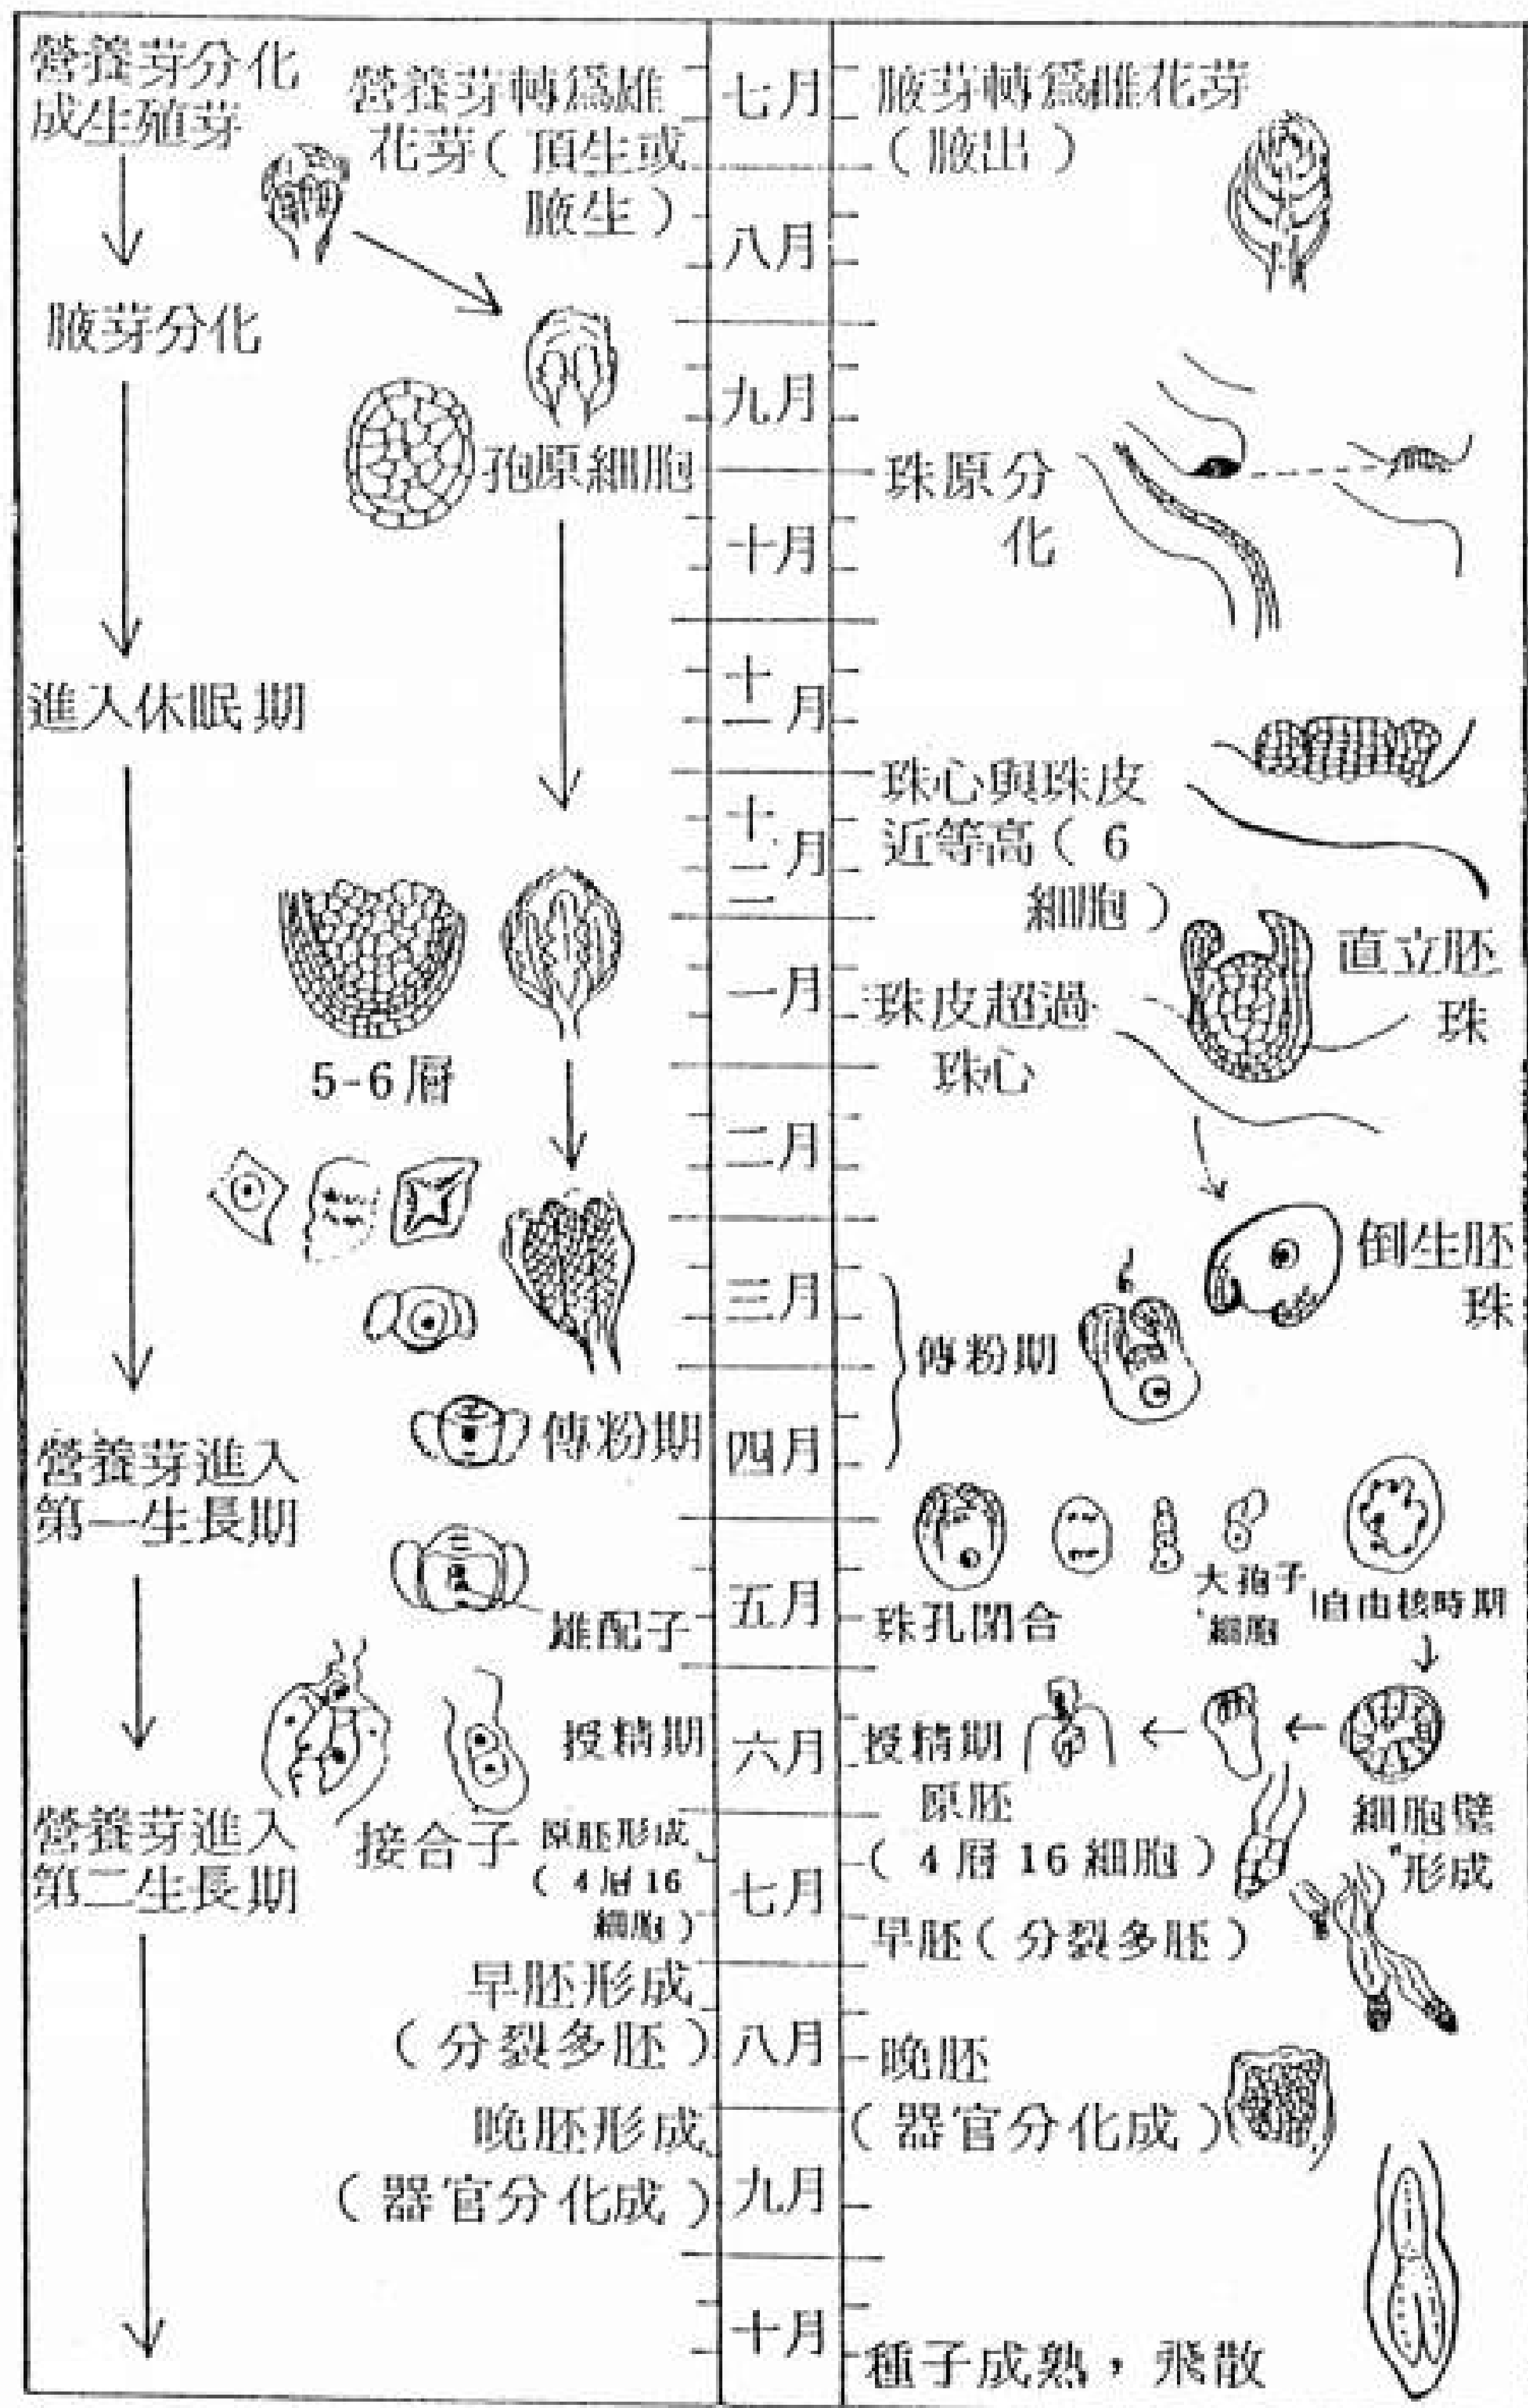 營養芽分化
成生殖芽
腋芽分化
進入休眠期
營養芽進入
第一生長期
營養芽進入
第二生長期
營養芽轉爲雄
花芽(頂生或
腋生)
孢原細胞
5-6層
傳粉期
雄配子
授精期
接合子
原胚形成
(4層16
細胞)
早胚形成
(分裂多胚)
晚胚形成
(器官分化成)
七月
八月
九月
十月
十一月
十二月
一月
二月
三月
四月
五月
六月
七月
八月
九月
十月
腋芽轉爲雌花芽
(腋出)
珠原分
化
珠心與珠皮
近等高(6
細胞)
直立胚
珠
珠皮超過
珠心
倒生胚
珠
傳粉期
珠孔閉合
大孢子
細胞
自由核時期
授精期
原胚
(4層16細胞)
細胞壁
形成
早胚(分裂多胚)
晚胚
(器官分化成)
種子成熟,飛散